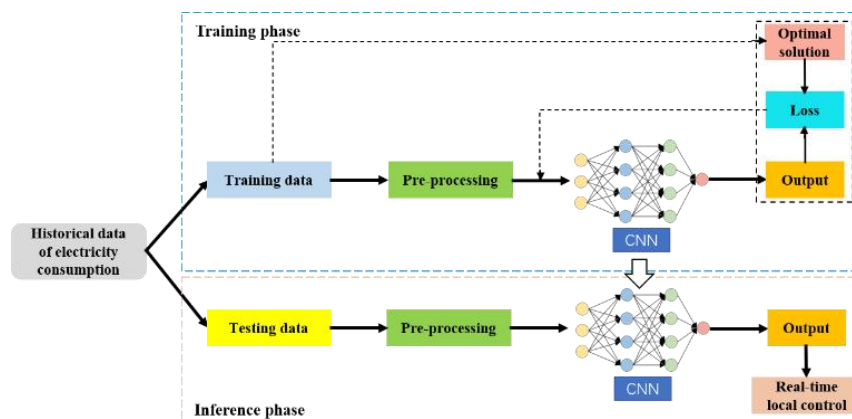 Training phase
Optimal
solution
Loss
Training data
Pre-processing
Output
CNN
Historical data
of electricity
consumption
Testing data
Pre-processing
Output
CNN
Real-time
local control
Inference phase